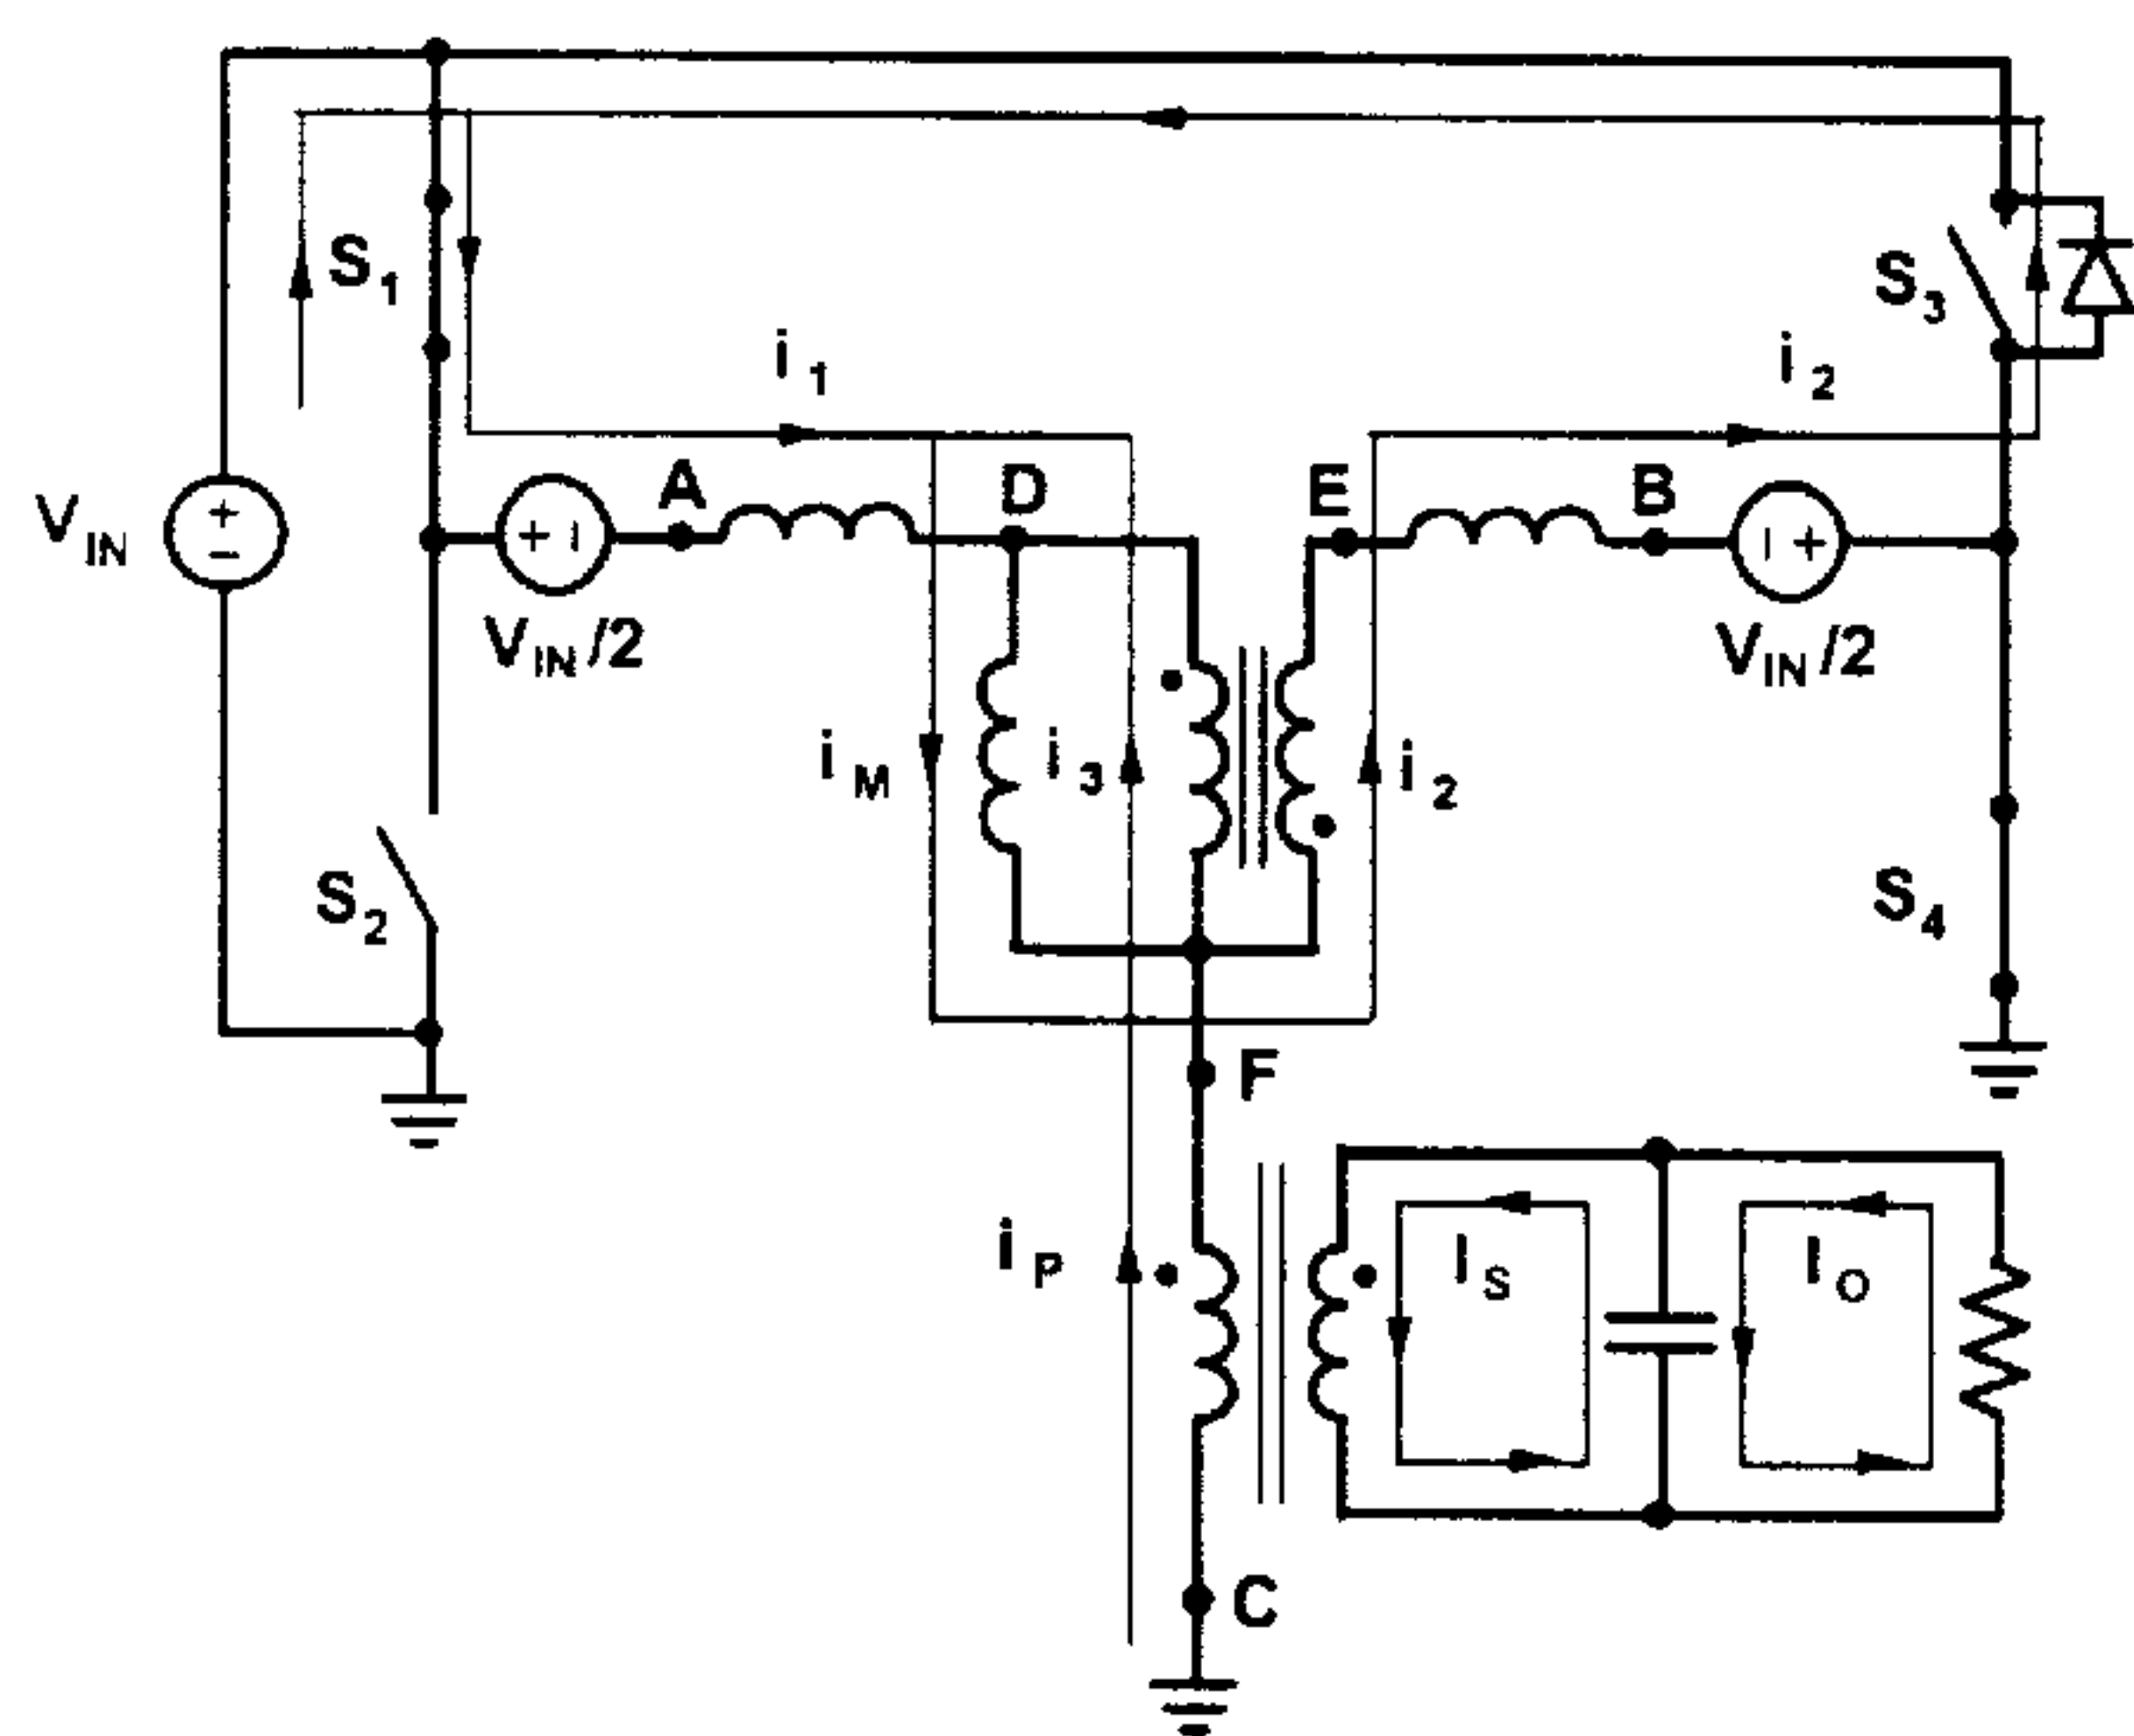 S1
S3
i1
i2
VIN
+
−
A
D
E
B
+ −
− +
VIN/2
VIN/2
iM
i3
i2
S2
S4
F
iP
IS
IO
C